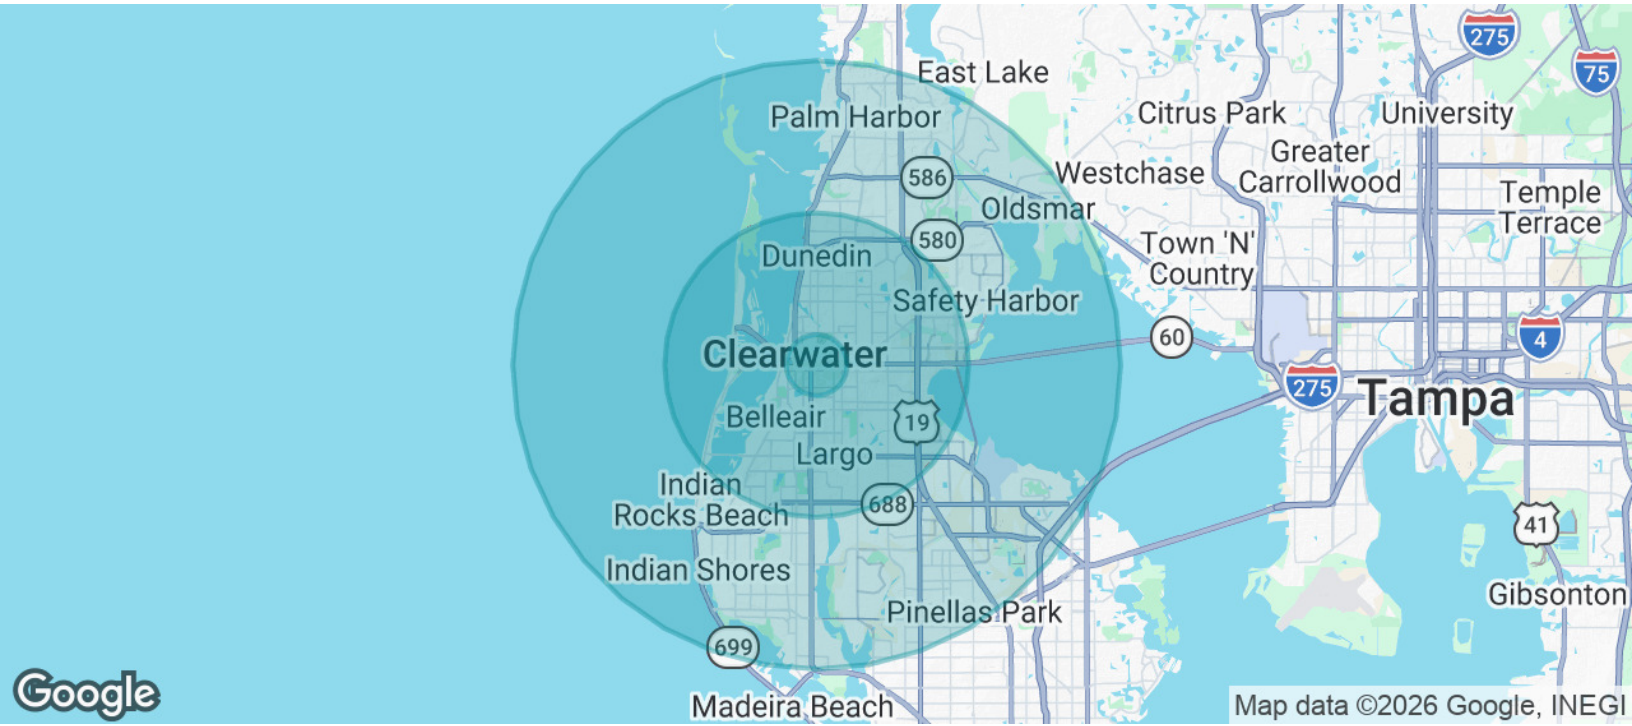 275
75
East Lake
Palm Harbor
Citrus Park
University
Greater
Carrollwood
Westchase
586
Temple
Terrace
Oldsmar
580
Town 'N'
Country
Dunedin
Safety Harbor
60
4
Clearwater
275
Tampa
Belleair
19
Largo
Indian
Rocks Beach
688
41
Indian Shores
Gibsonton
Pinellas Park
699
Madeira Beach
Google
Map data ©2026 Google, INEGI